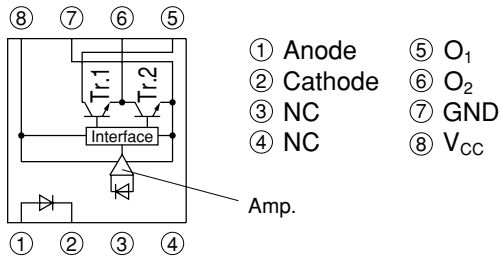 ⑧ ⑦ ⑥ ⑤
Tr.1 Tr.2
Interface
Amp.
① ② ③ ④
① Anode ⑤ O₁
② Cathode ⑥ O₂
③ NC ⑦ GND
④ NC ⑧ V_CC